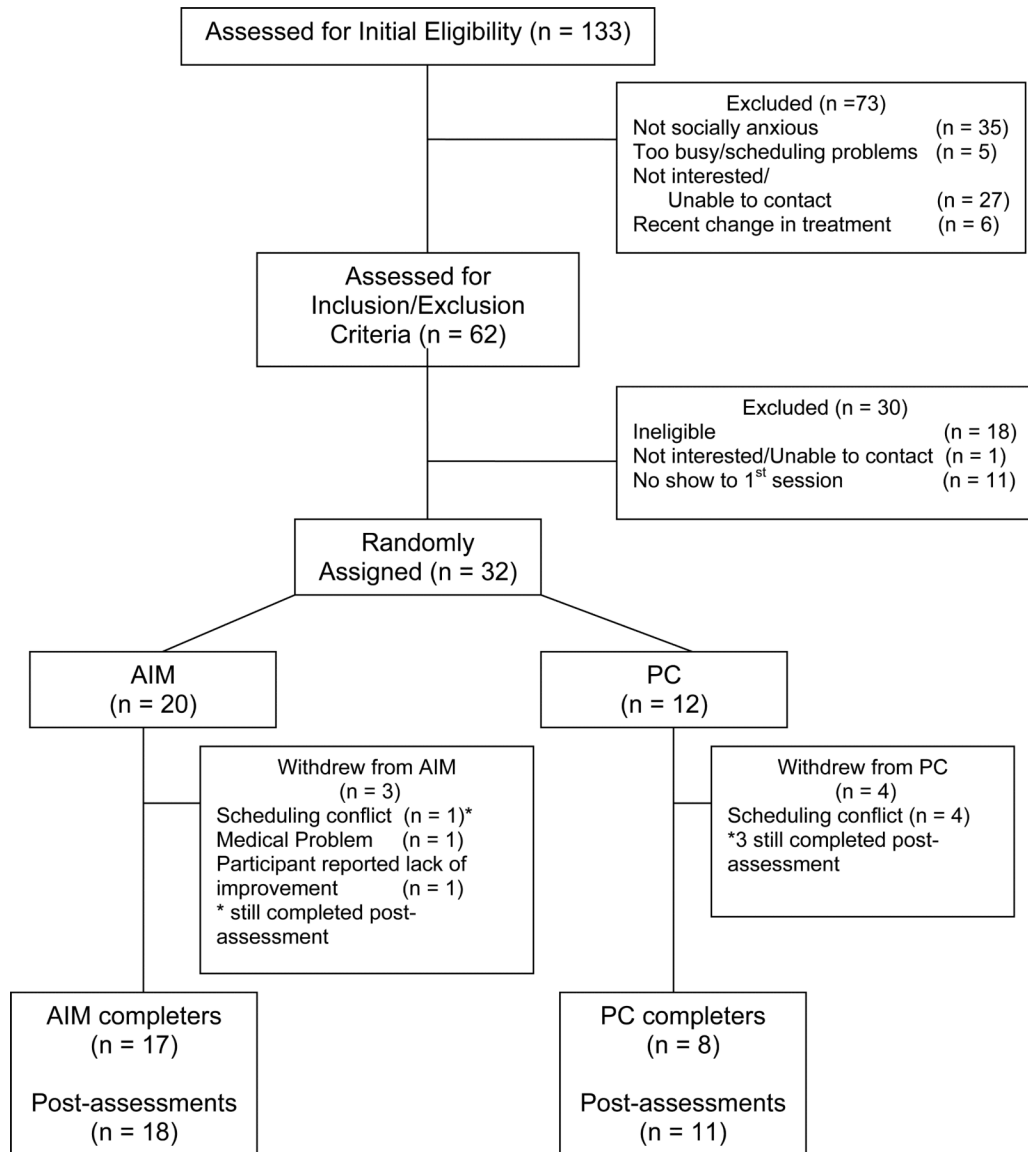 Assessed for Initial Eligibility (n = 133)
Excluded (n =73)
Not socially anxious (n = 35)
Too busy/scheduling problems (n = 5)
Not interested/
Unable to contact (n = 27)
Recent change in treatment (n = 6)
Assessed for
Inclusion/Exclusion
Criteria (n = 62)
Excluded (n = 30)
Ineligible (n = 18)
Not interested/Unable to contact (n = 1)
No show to 1st session (n = 11)
Randomly
Assigned (n = 32)
AIM
(n = 20)
PC
(n = 12)
Withdrew from AIM
(n = 3)
Scheduling conflict (n = 1)*
Medical Problem (n = 1)
Participant reported lack of
improvement (n = 1)
* still completed post-
assessment
Withdrew from PC
(n = 4)
Scheduling conflict (n = 4)
*3 still completed post-
assessment
AIM completers
(n = 17)
Post-assessments
(n = 18)
PC completers
(n = 8)
Post-assessments
(n = 11)